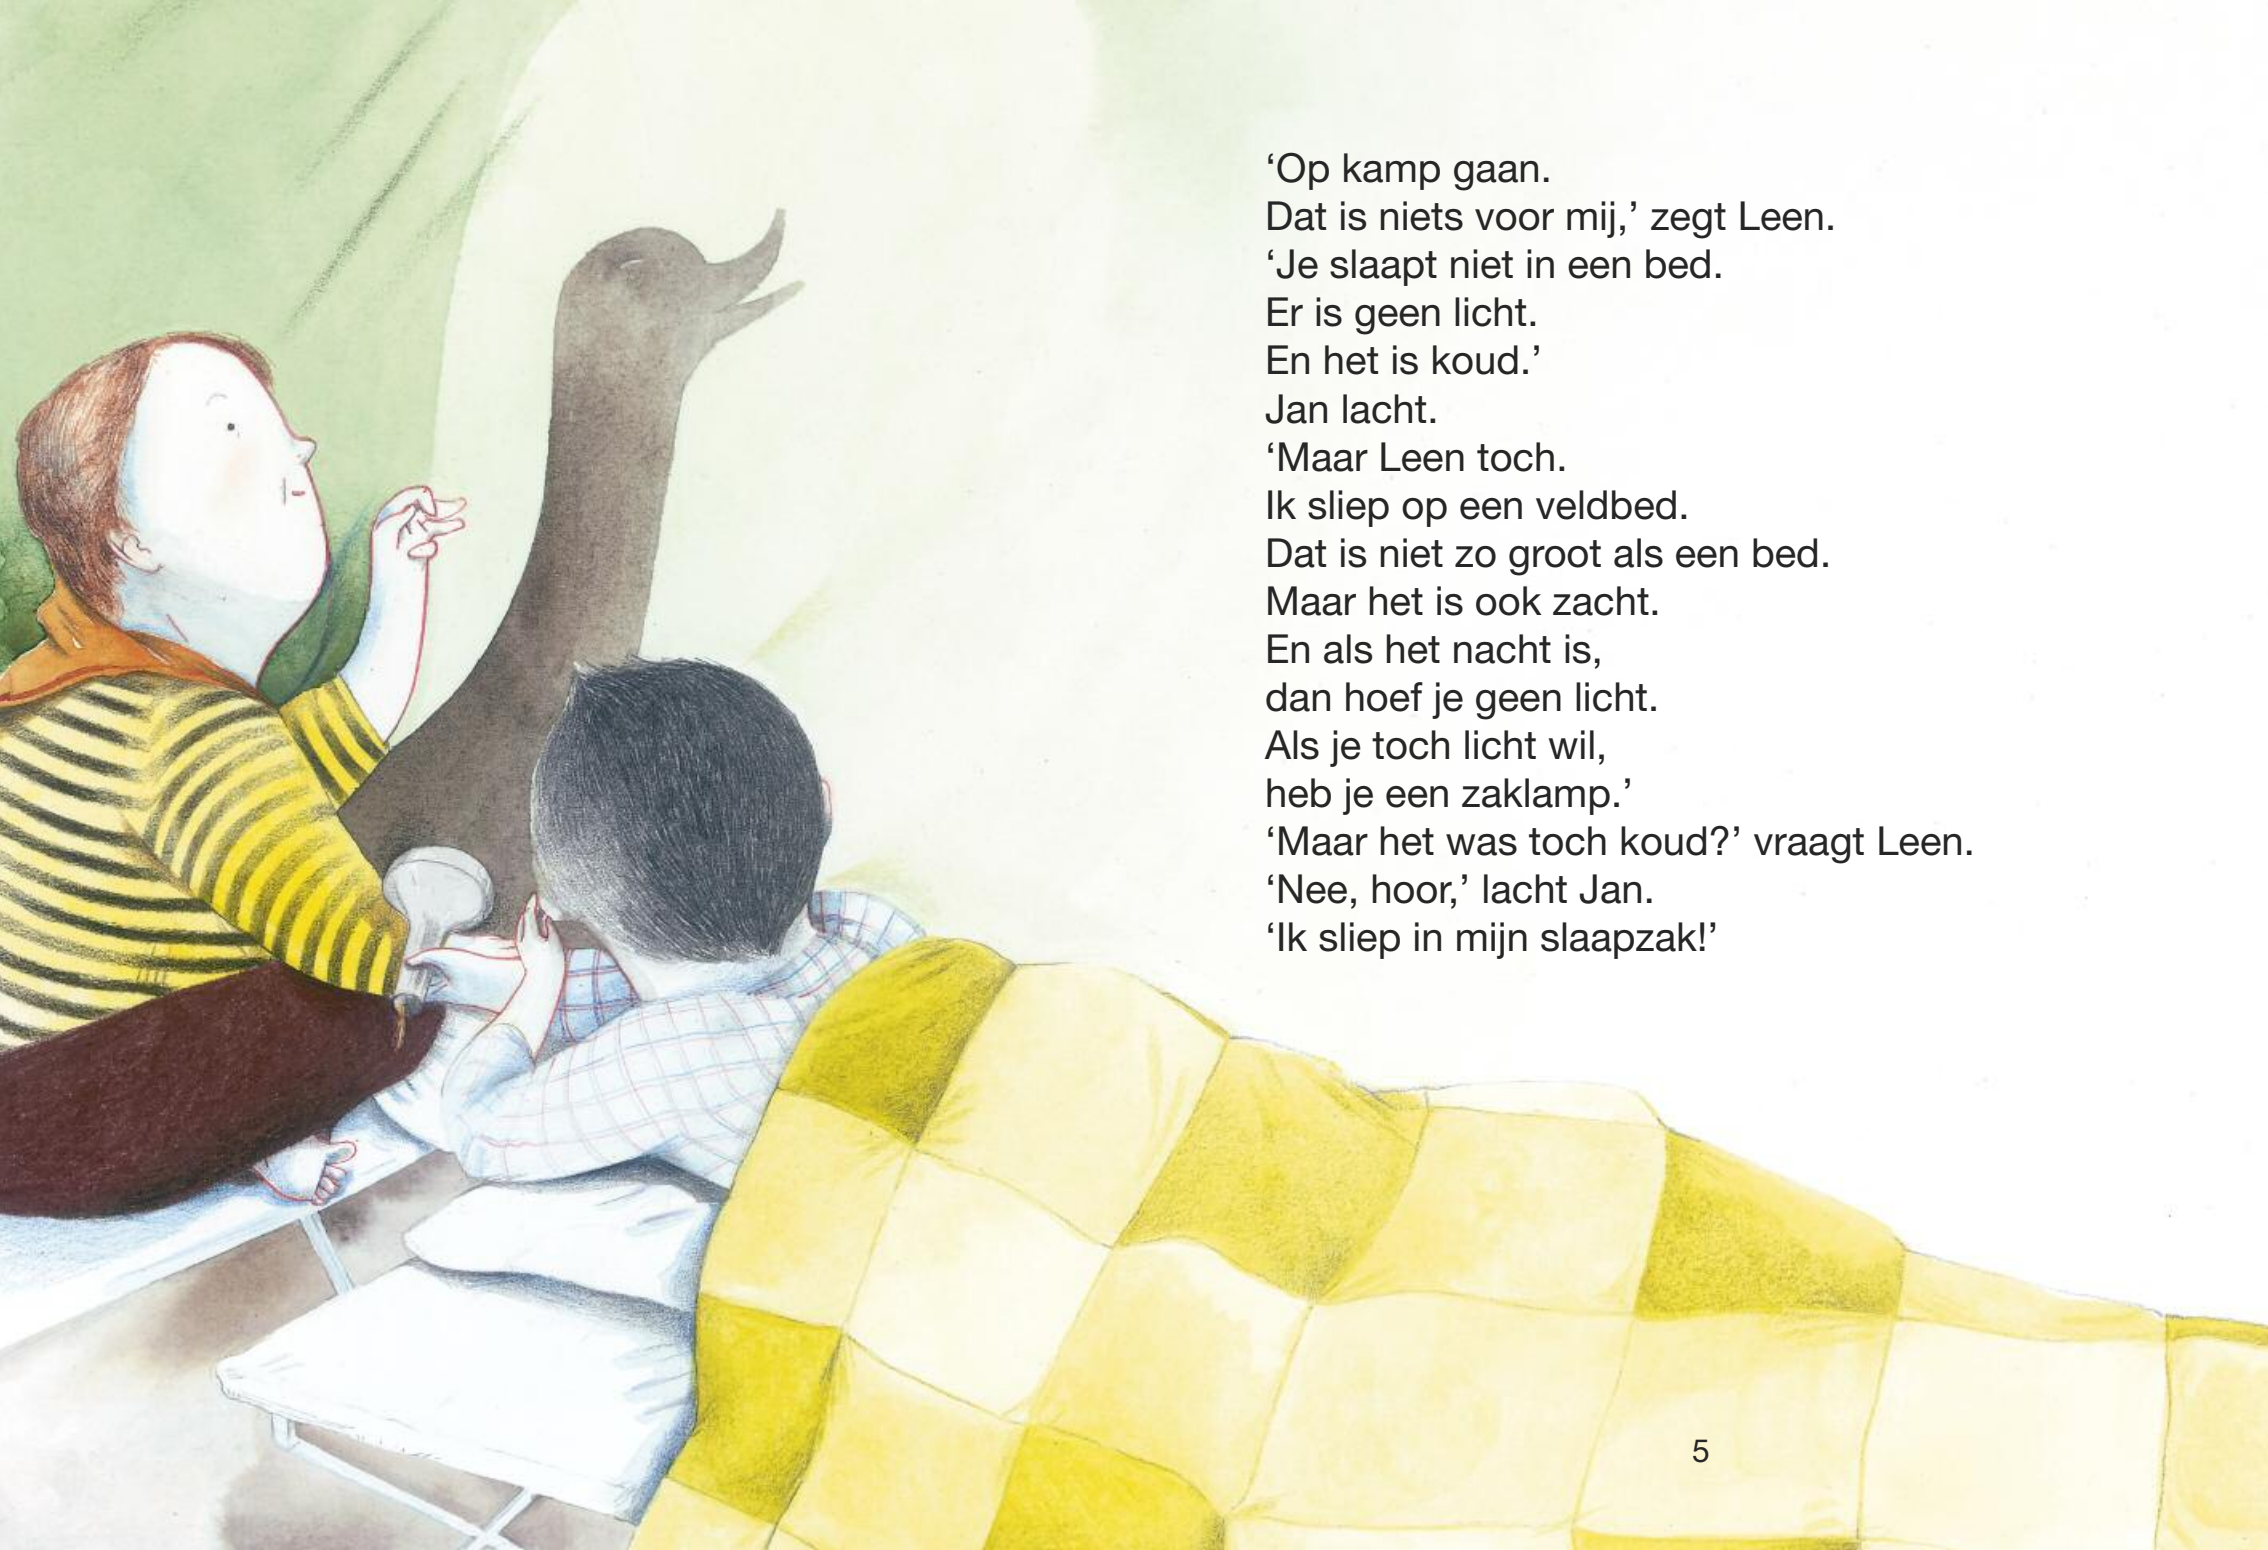 ‘Op kamp gaan.
Dat is niets voor mij,’ zegt Leen.
‘Je slaapt niet in een bed.
Er is geen licht.
En het is koud.’
Jan lacht.
‘Maar Leen toch.
Ik sliep op een veldbed.
Dat is niet zo groot als een bed.
Maar het is ook zacht.
En als het nacht is,
dan hoef je geen licht.
Als je toch licht wil,
heb je een zaklamp.’
‘Maar het was toch koud?’ vraagt Leen.
‘Nee, hoor,’ lacht Jan.
‘Ik sliep in mijn slaapzak!’
5